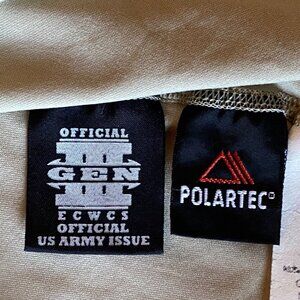 OFFICIAL
GEN
III
ECWCS
OFFICIAL
US ARMY ISSUE
POLARTEC®